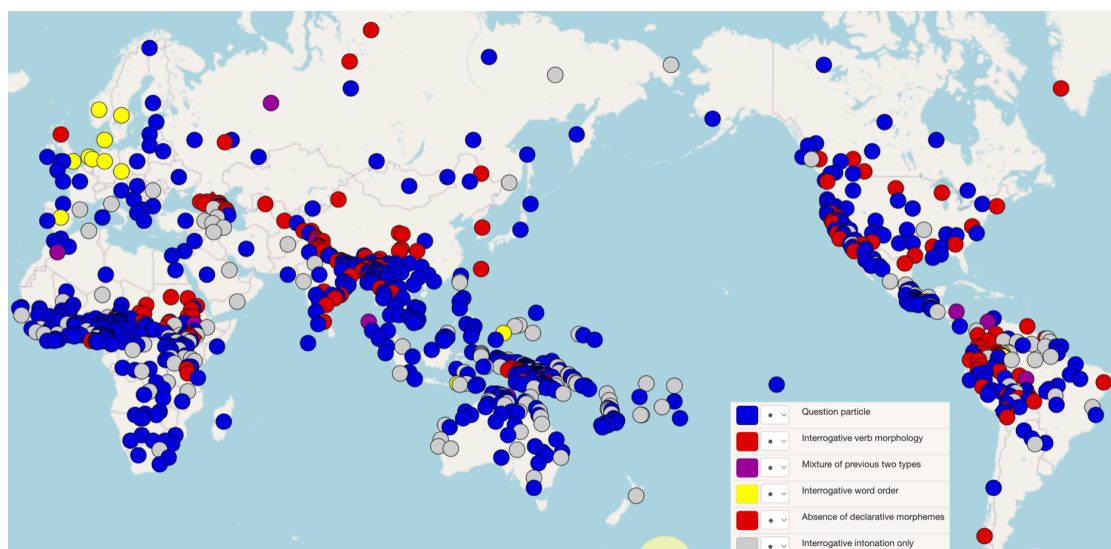 Question particle
Interrogative verb morphology
Mixture of previous two types
Interrogative word order
Absence of declarative morphemes
Interrogative intonation only